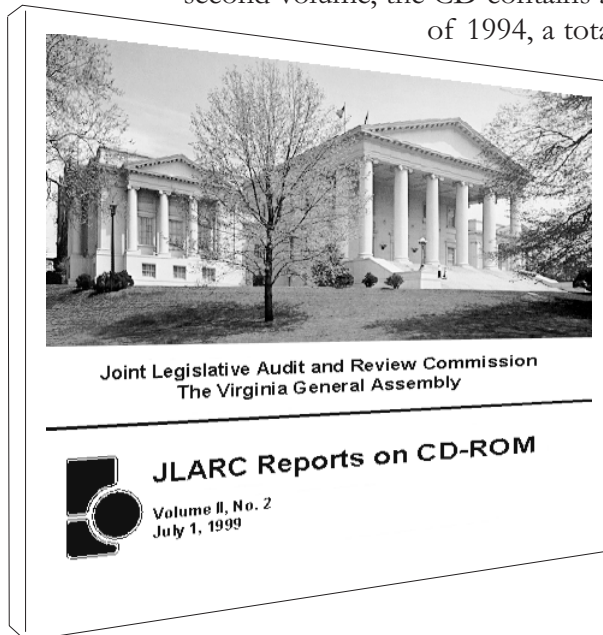 second volume, the CD contains
of 1994, a tota
Joint Legislative Audit and Review Commission
The Virginia General Assembly
JLARC Reports on CD-ROM
Volume II, No. 2
July 1, 1999